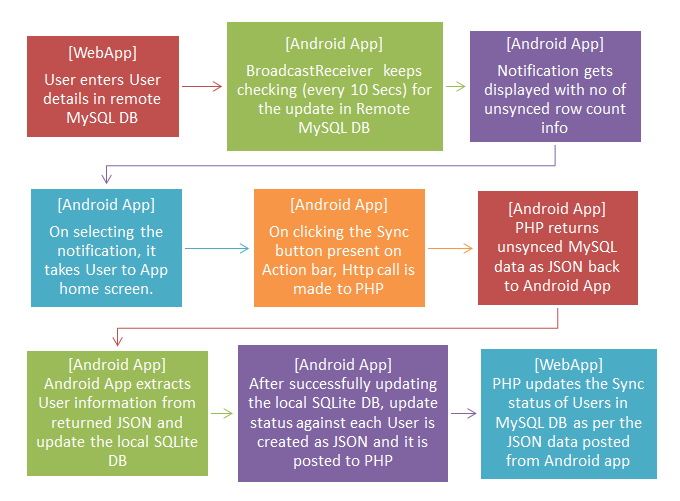 [WebApp]
User enters User
details in remote
MySQL DB
[Android App]
BroadcastReceiver keeps
checking (every 10 Secs) for
the update in Remote
MySQL DB
[Android App]
Notification gets
displayed with no of
unsynced row count
info
[Android App]
On selecting the
notification, it
takes User to App
home screen.
[Android App]
On clicking the Sync
button present on
Action bar, Http call is
made to PHP
[Android App]
PHP returns
unsynced MySQL
data as JSON back
to Android App
[Android App]
Android App extracts
User information from
returned JSON and
update the local SQLite
DB
[Android App]
After successfully updating
the local SQLite DB, update
status against each User is
created as JSON and it is
posted to PHP
[WebApp]
PHP updates the Sync
status of Users in
MySQL DB as per the
JSON data posted
from Android app